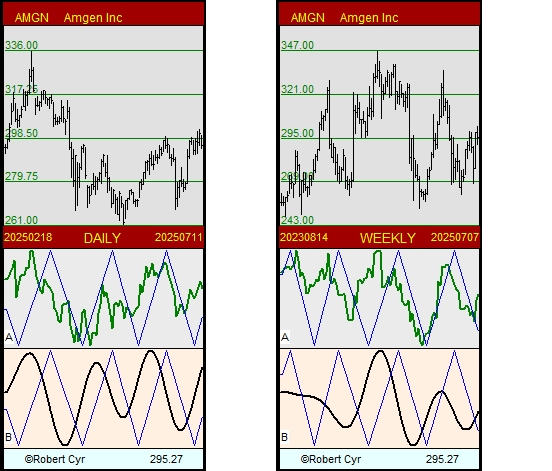 AMGN Amgen Inc
336.00
317.25
298.50
279.75
261.00
20250218 DAILY 20250711
A
B
©Robert Cyr 295.27
AMGN Amgen Inc
347.00
321.00
295.00
269.00
243.00
20230814 WEEKLY 20250707
A
B
©Robert Cyr 295.27